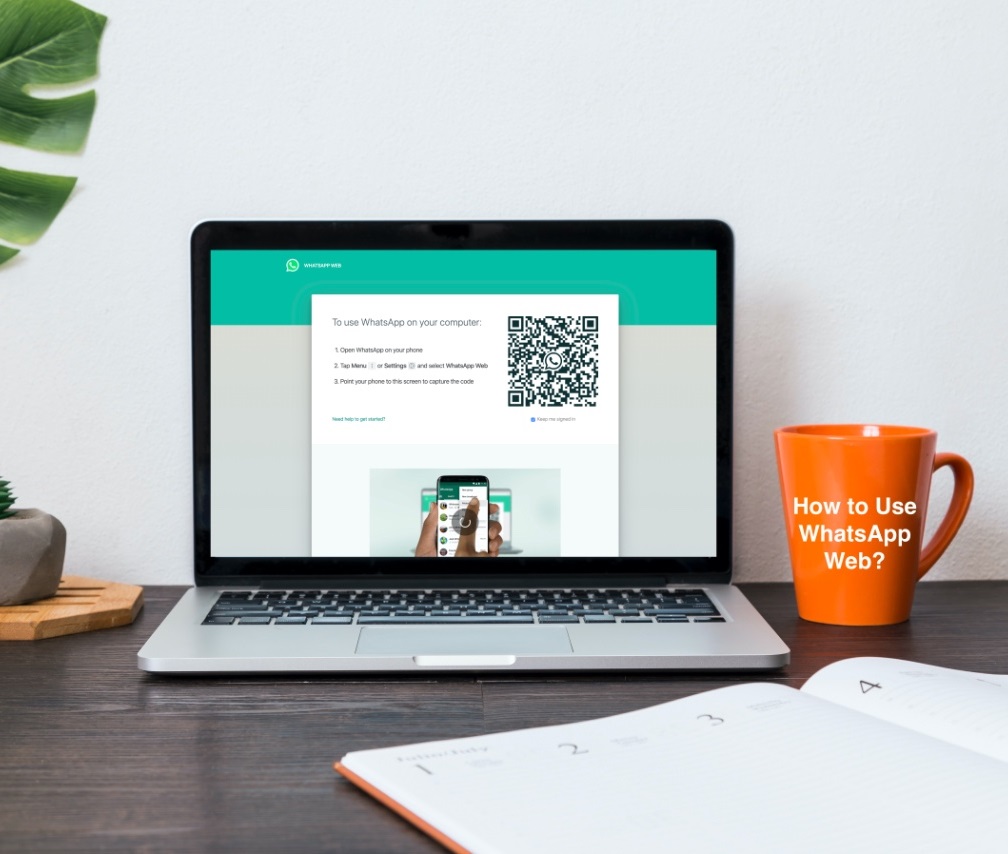 WHATSAPP WEB
To use WhatsApp on your computer:
1. Open WhatsApp on your phone
2. Tap Menu or Settings and select WhatsApp Web
3. Point your phone to this screen to capture the code
Need help to get started?
Keep me signed in
How to Use
WhatsApp
Web?
1
2
3
4